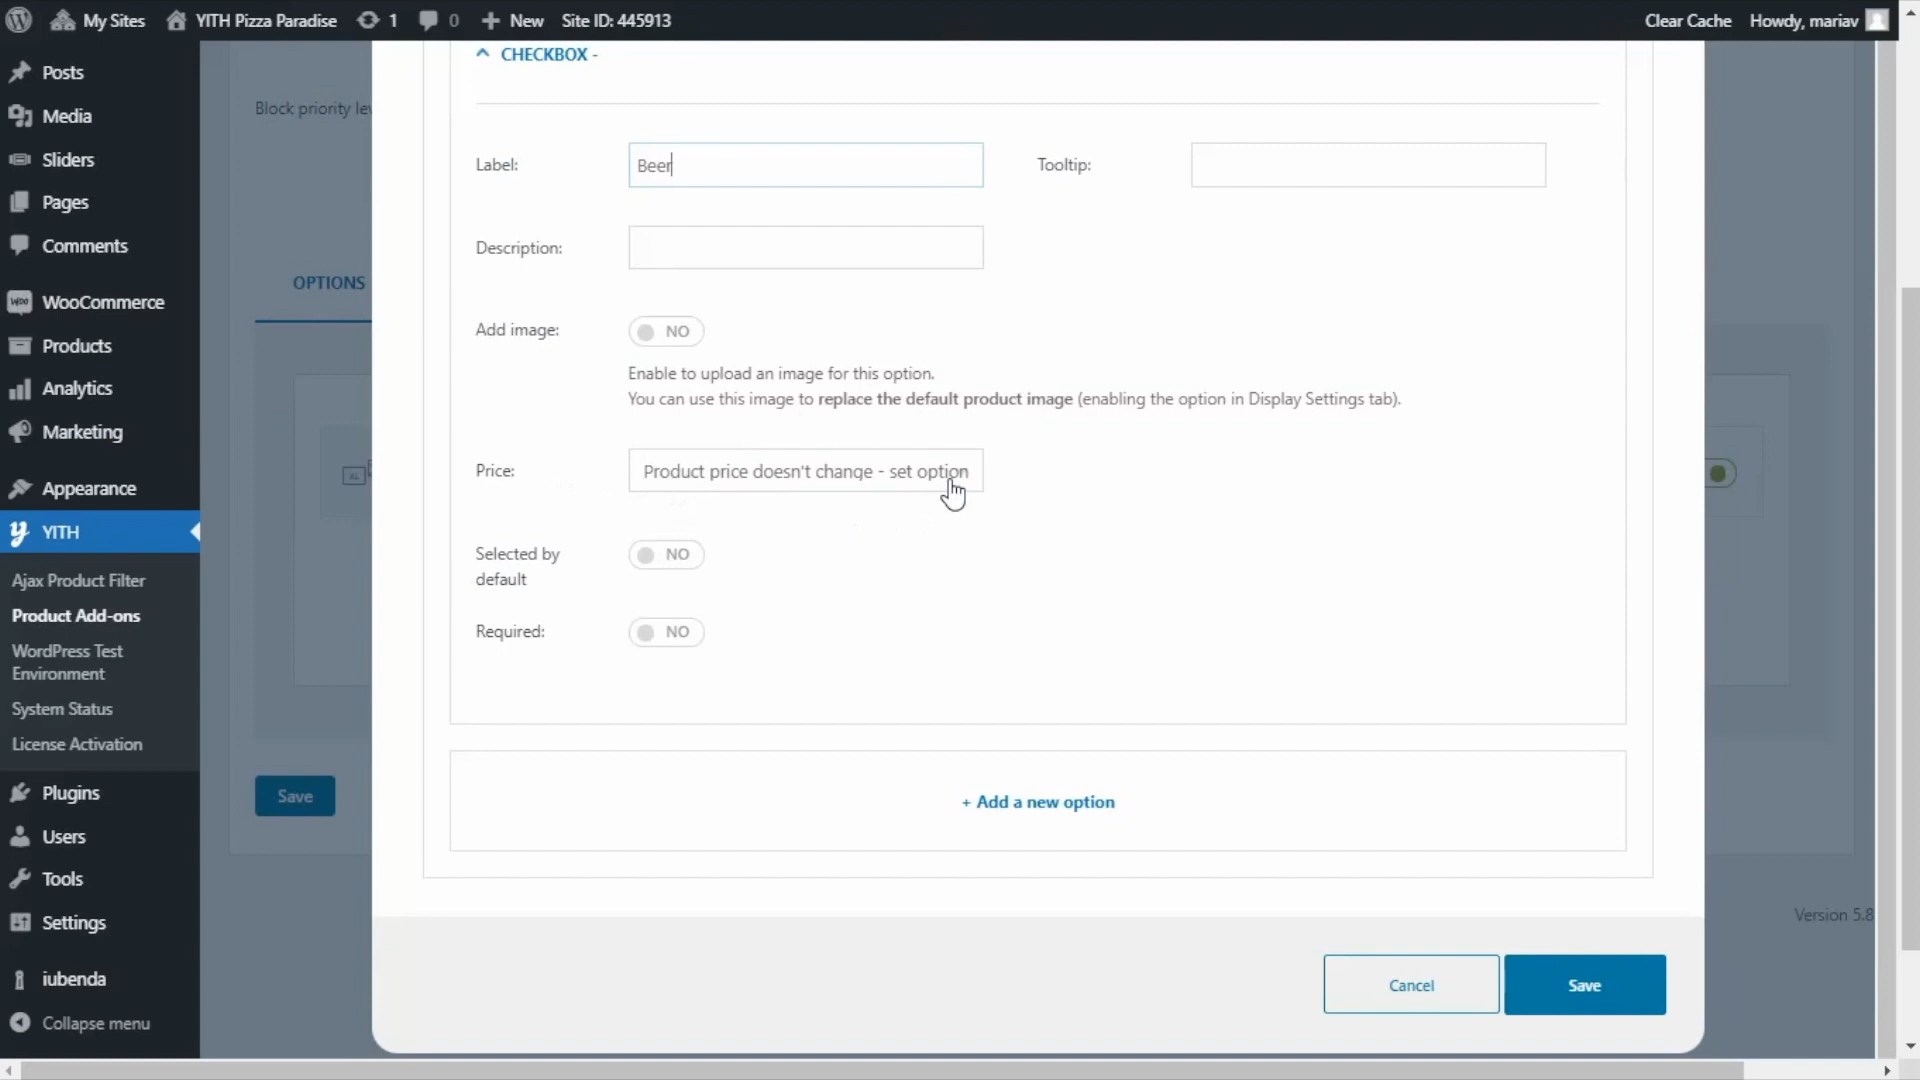 My Sites
YITH Pizza Paradise
1
0
New
Site ID: 445913
Clear Cache
Howdy, mariav
Posts
Media
Sliders
Pages
Comments
WooCommerce
Products
Analytics
Marketing
Appearance
YITH
Ajax Product Filter
Product Add-ons
WordPress Test
Environment
System Status
License Activation
Plugins
Users
Tools
Settings
iubenda
Collapse menu
Block priority lev
OPTIONS
XL
Save
CHECKBOX -
Label:
Beer
Tooltip:
Description:
Add image:
NO
Enable to upload an image for this option.
You can use this image to replace the default product image (enabling the option in Display Settings tab).
Price:
Product price doesn't change - set option
Selected by
default
NO
Required:
NO
+ Add a new option
Cancel
Save
Version 5.8